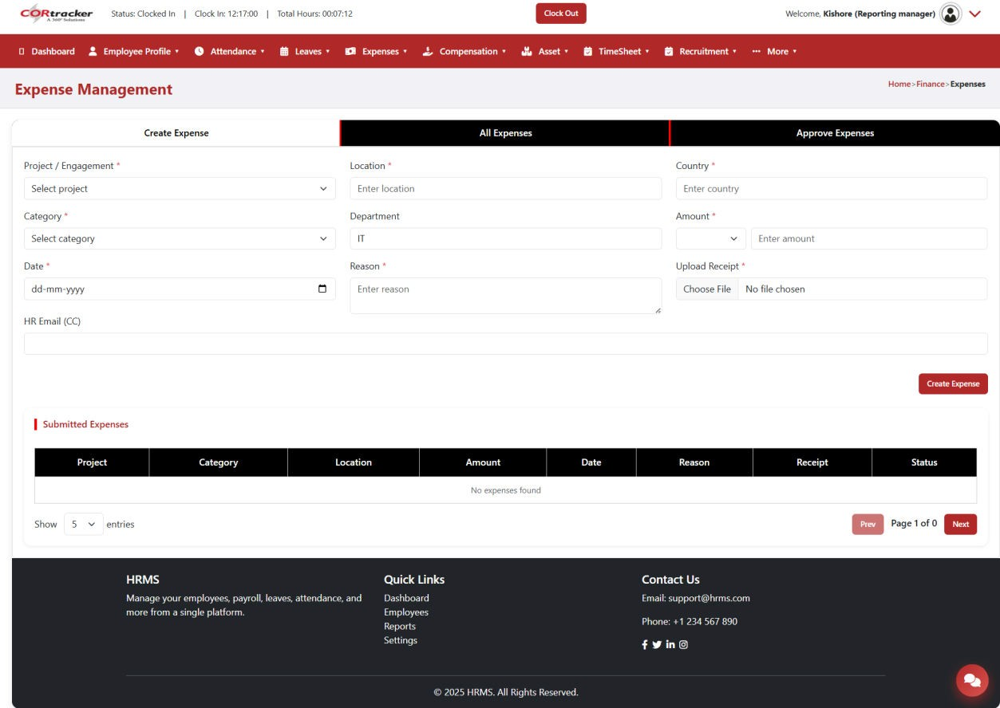 CORtracker
A 360° Solutions
Status: Clocked In | Clock In: 12:17:00 | Total Hours: 00:07:12
Clock Out
Welcome, Kishore (Reporting manager)
Dashboard Employee Profile Attendance Leaves Expenses Compensation Asset TimeSheet Recruitment More
Expense Management
Home > Finance > Expenses
Create Expense All Expenses Approve Expenses
Project / Engagement * Location * Country *
Select project Enter location Enter country
Category * Department Amount *
Select category IT Enter amount
Date * Reason * Upload Receipt *
dd-mm-yyyy Enter reason Choose File No file chosen
HR Email (CC)
Create Expense
Submitted Expenses
Project Category Location Amount Date Reason Receipt Status
No expenses found
Show 5 entries Prev Page 1 of 0 Next
HRMS Quick Links Contact Us
Manage your employees, payroll, leaves, attendance, and Dashboard Email: support@hrms.com
more from a single platform. Employees
Reports Phone: +1 234 567 890
Settings
© 2025 HRMS. All Rights Reserved.